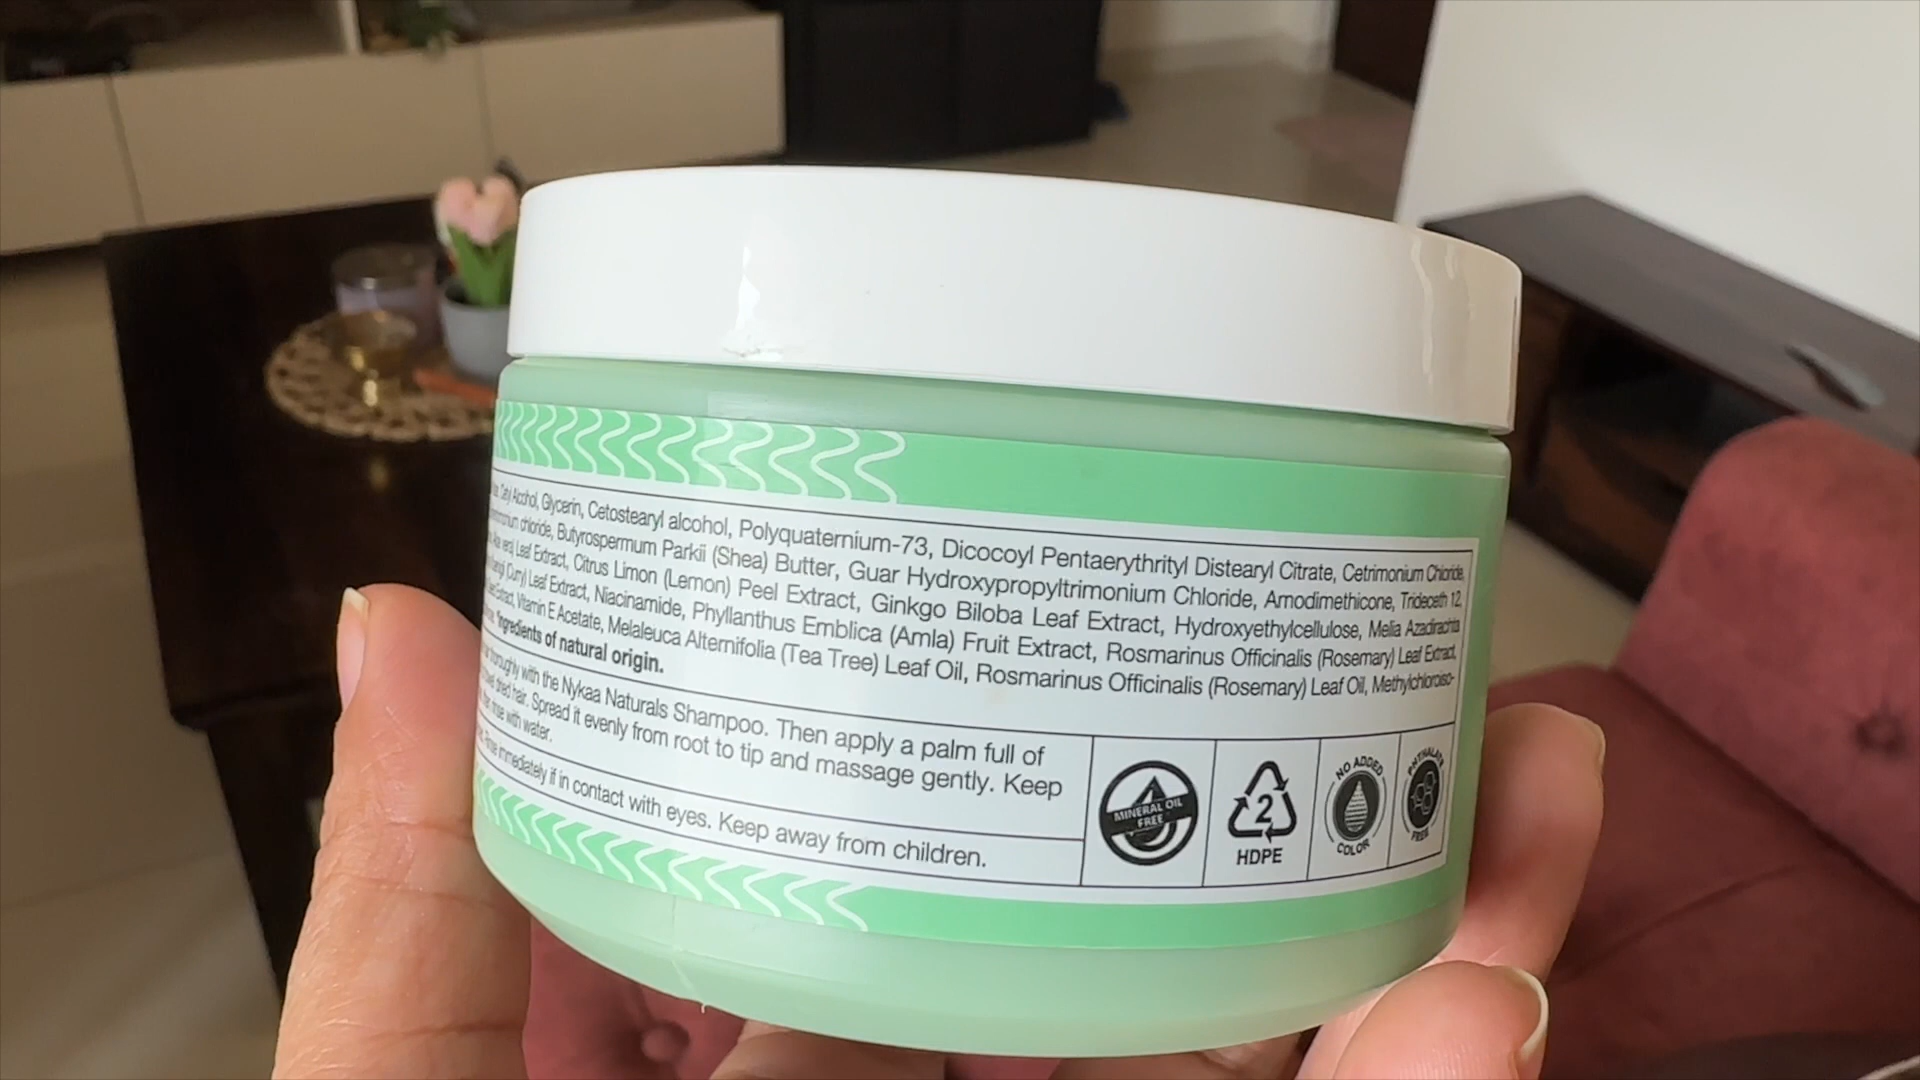 Cetyl Alcohol, Glycerin, Cetostearyl alcohol, Polyquaternium-73, Dicocoyl Pentaerythrityl Distearyl Citrate, Cetrimonium Chloride,
chloride, Butyrospermum Parkii (Shea) Butter, Guar Hydroxypropyltrimonium Chloride, Amodimethicone, Trideceth 12,
Leaf Extract, Citrus Limon (Lemon) Peel Extract, Ginkgo Biloba Leaf Extract, Hydroxyethylcellulose, Melia Azadirachta
(Curry) Leaf Extract, Niacinamide, Phyllanthus Emblica (Amla) Fruit Extract, Rosmarinus Officinalis (Rosemary) Leaf Extract,
Extract, Vitamin E Acetate, Melaleuca Alternifolia (Tea Tree) Leaf Oil, Rosmarinus Officinalis (Rosemary) Leaf Oil, Methylchloroiso-
*Ingredients of natural origin.
thoroughly with the Nykaa Naturals Shampoo. Then apply a palm full of
dried hair. Spread it evenly from root to tip and massage gently. Keep
rinse with water.
Rinse immediately if in contact with eyes. Keep away from children.
MINERAL OIL
FREE
2
HDPE
NO ADDED
COLOR
PHTHALATE
FREE